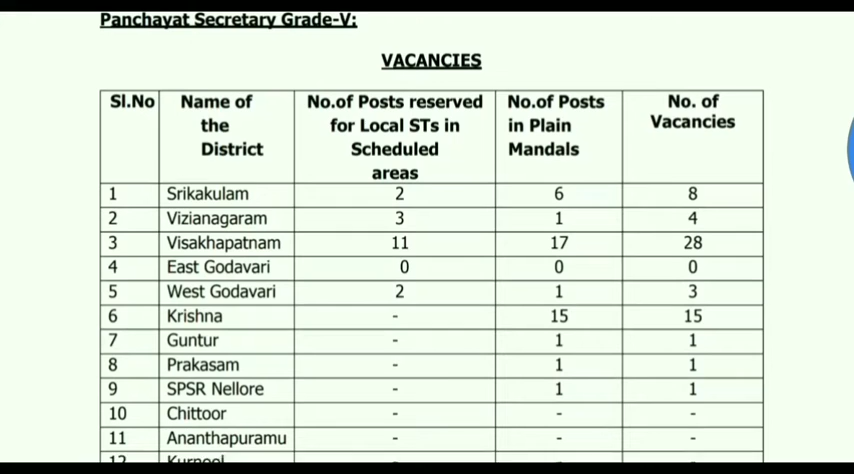 Panchayat Secretary Grade-V:
VACANCIES
Sl.No Name of the District No.of Posts reserved for Local STs in Scheduled areas No.of Posts in Plain Mandals No. of Vacancies
1 Srikakulam 2 6 8
2 Vizianagaram 3 1 4
3 Visakhapatnam 11 17 28
4 East Godavari 0 0 0
5 West Godavari 2 1 3
6 Krishna - 15 15
7 Guntur - 1 1
8 Prakasam - 1 1
9 SPSR Nellore - 1 1
10 Chittoor - - -
11 Ananthapuramu - - -
12 Kurnool - - -